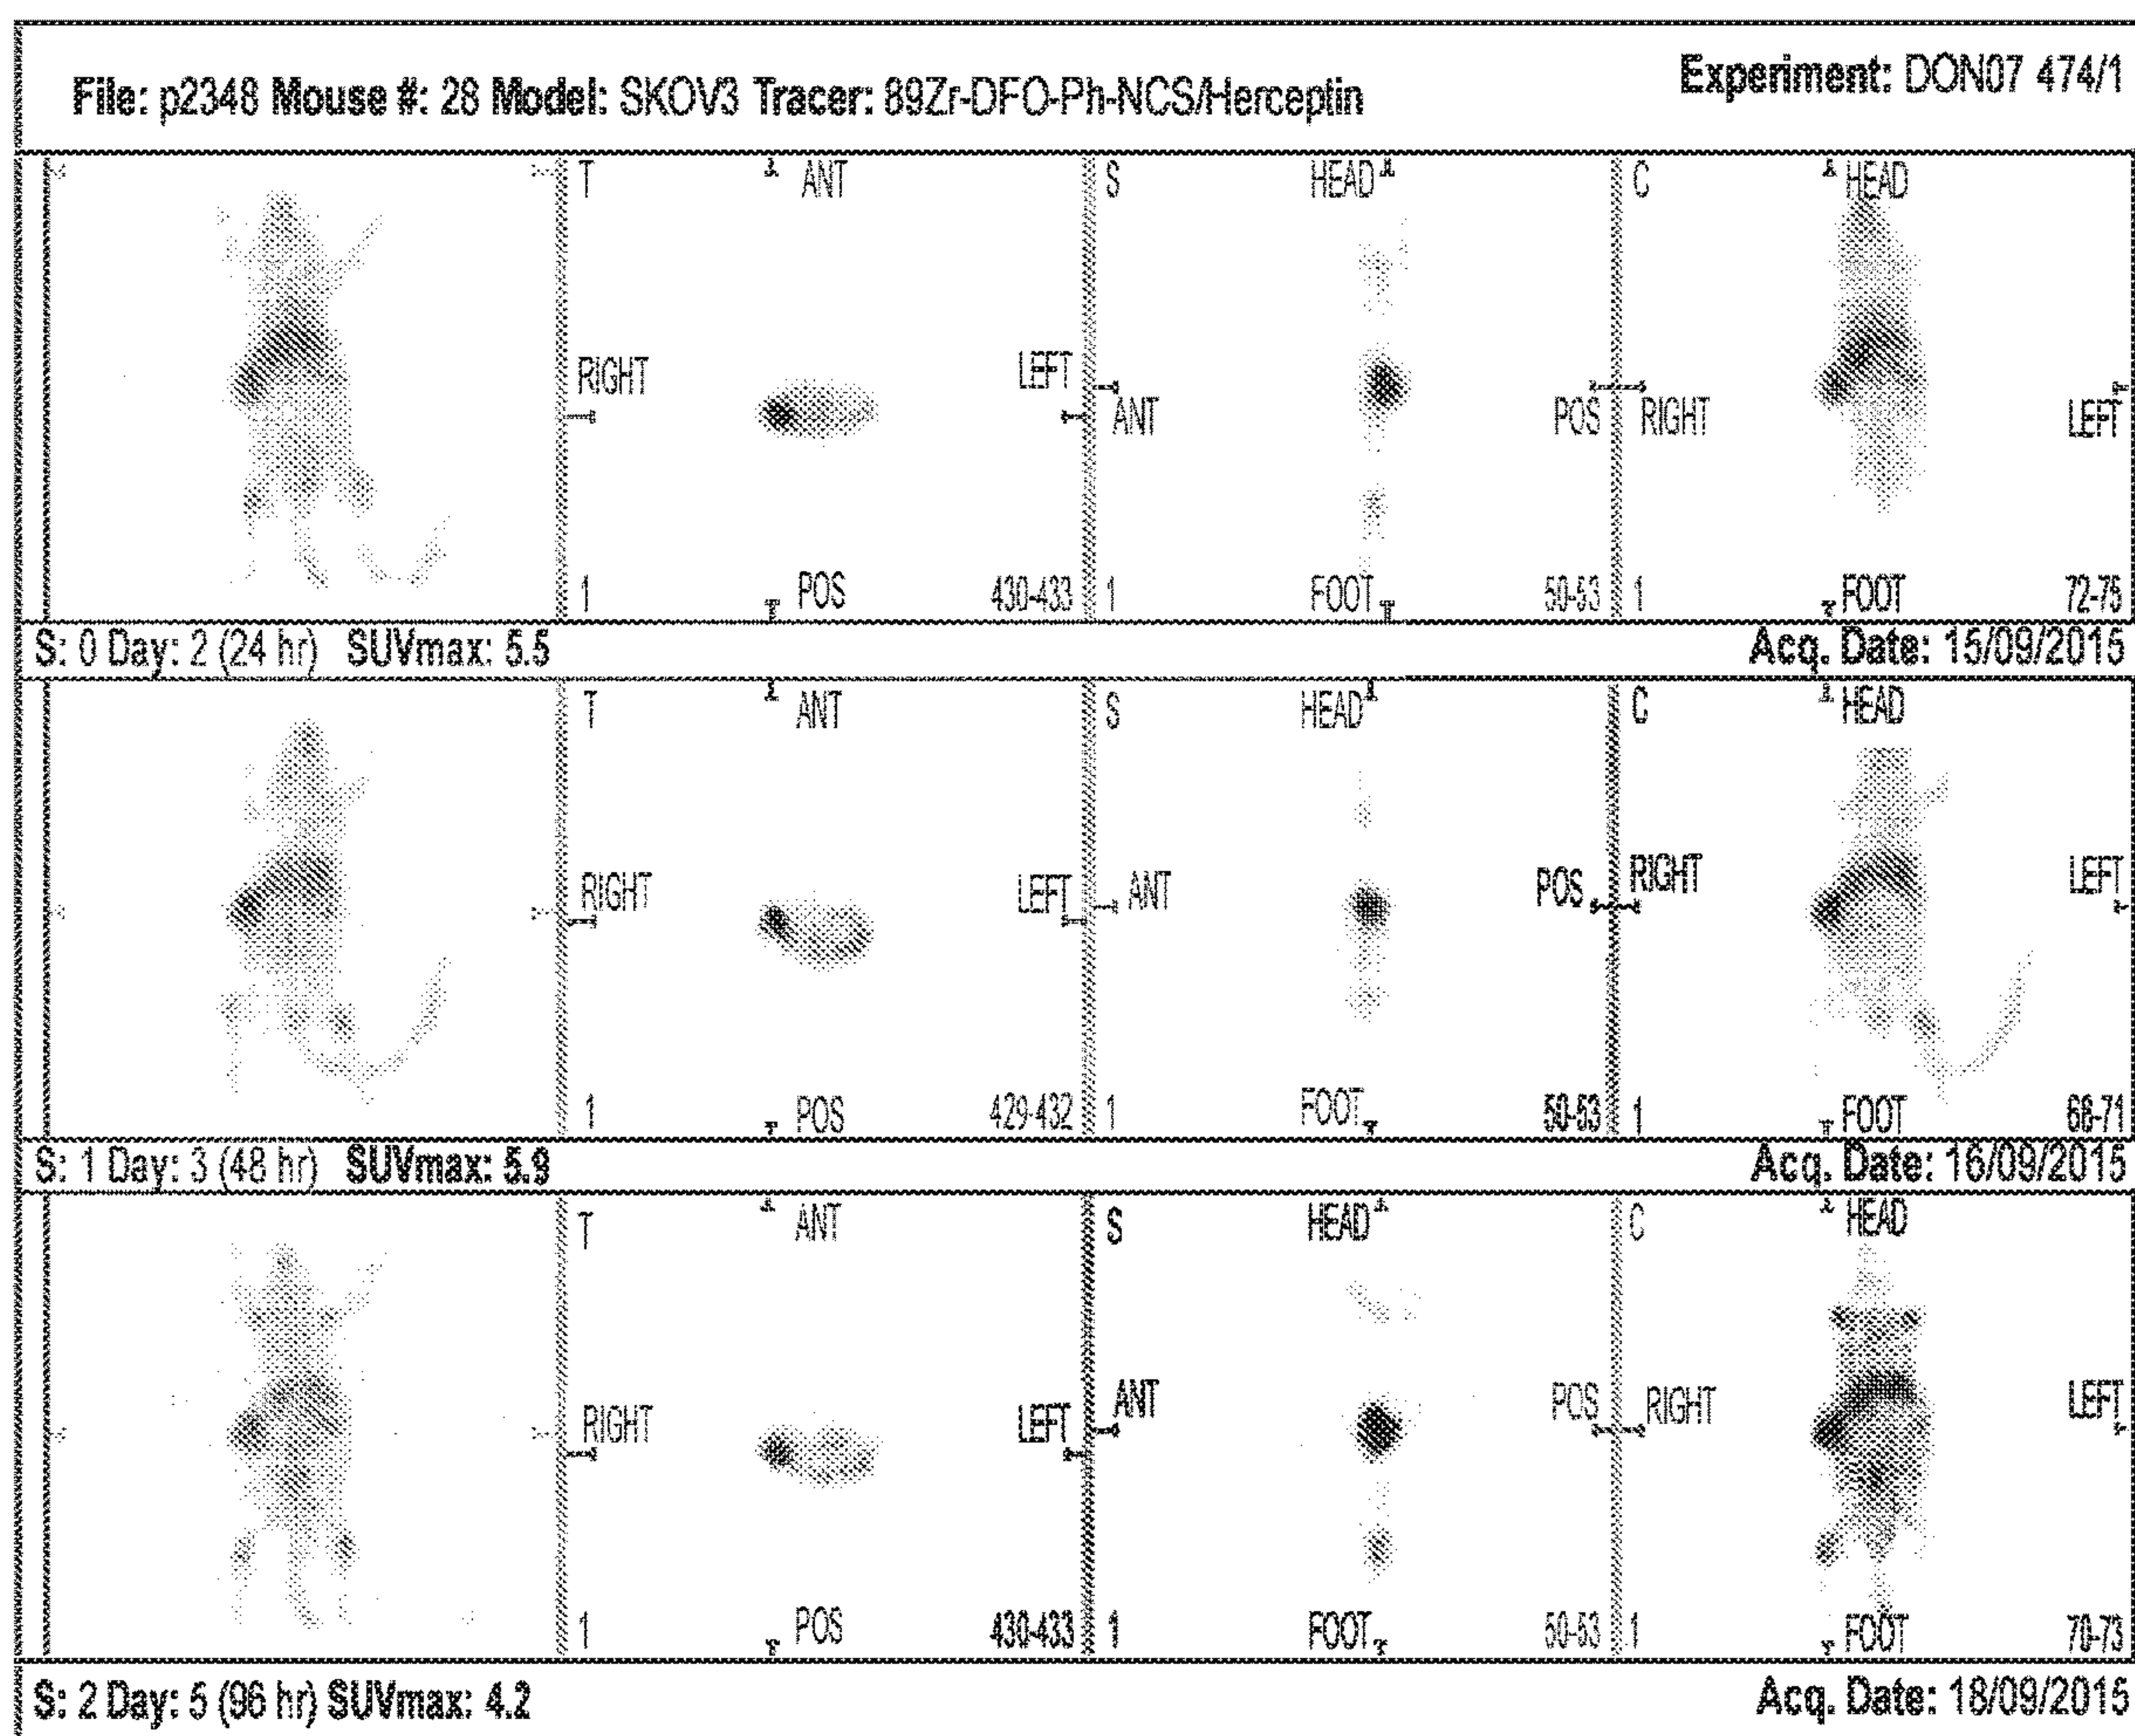 Experiment: DON07 474/1
File: p2348 Mouse #: 28 Model: SKOV3 Tracer: 89Zr-DFO-Ph-NCS/Herceptin
T ANT S HEAD C HEAD
RIGHT LEFT ANT POS RIGHT LEFT
1 POS 430-433 1 FOOT 50-53 1 FOOT 72-75
S: 0 Day: 2 (24 hr) SUVmax: 5.5 Acq. Date: 15/09/2015
T ANT S HEAD C HEAD
RIGHT LEFT ANT POS RIGHT LEFT
1 POS 429-432 1 FOOT 50-53 1 FOOT 68-71
S: 1 Day: 3 (48 hr) SUVmax: 5.9 Acq. Date: 16/09/2015
T ANT S HEAD C HEAD
RIGHT LEFT ANT POS RIGHT LEFT
1 POS 430-433 1 FOOT 50-53 1 FOOT 70-73
S: 2 Day: 5 (96 hr) SUVmax: 4.2 Acq. Date: 18/09/2015